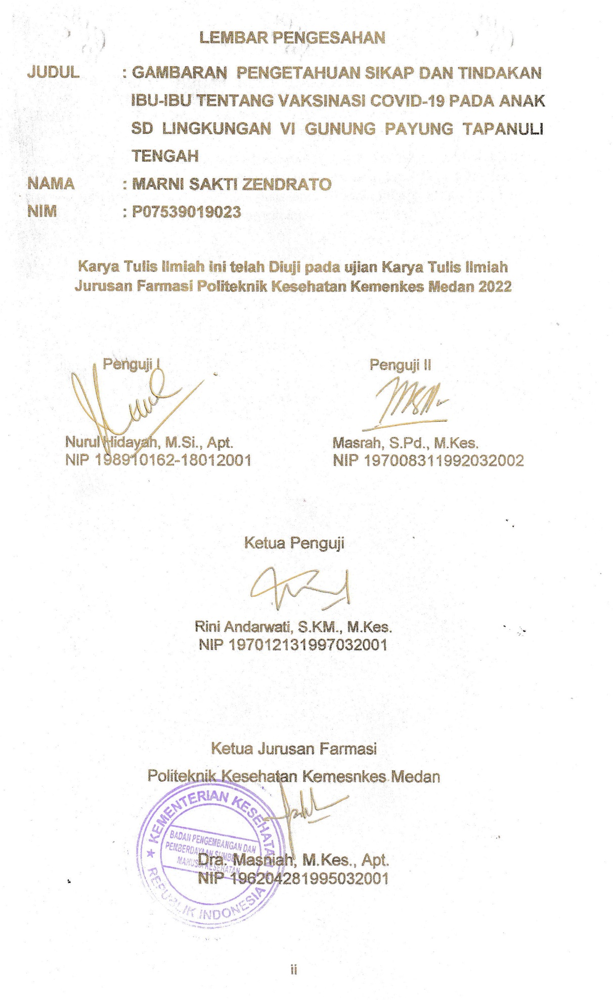 LEMBAR PENGESAHAN
JUDUL : GAMBARAN PENGETAHUAN SIKAP DAN TINDAKAN
IBU-IBU TENTANG VAKSINASI COVID-19 PADA ANAK
SD LINGKUNGAN VI GUNUNG PAYUNG TAPANULI
TENGAH
NAMA : MARNI SAKTI ZENDRATO
NIM : P07539019023
Karya Tulis Ilmiah ini telah Diuji pada ujian Karya Tulis Ilmiah
Jurusan Farmasi Politeknik Kesehatan Kemenkes Medan 2022
Penguji I
Penguji II
Nurul Hidayah, M.Si., Apt.
NIP 198910162-18012001
Masrah, S.Pd., M.Kes.
NIP 197008311992032002
Ketua Penguji
Rini Andarwati, S.KM., M.Kes.
NIP 197012131997032001
Ketua Jurusan Farmasi
Politeknik Kesehatan Kemesnkes Medan
KEMENTERIAN KESEHATAN
BADAN PENGEMBANGAN DAN
PEMBERDAYAAN SUMBER
MANUSIA KESEHATAN
REPUBLIK INDONESIA
Dra. Masniah, M.Kes., Apt.
NIP 196204281995032001
ii